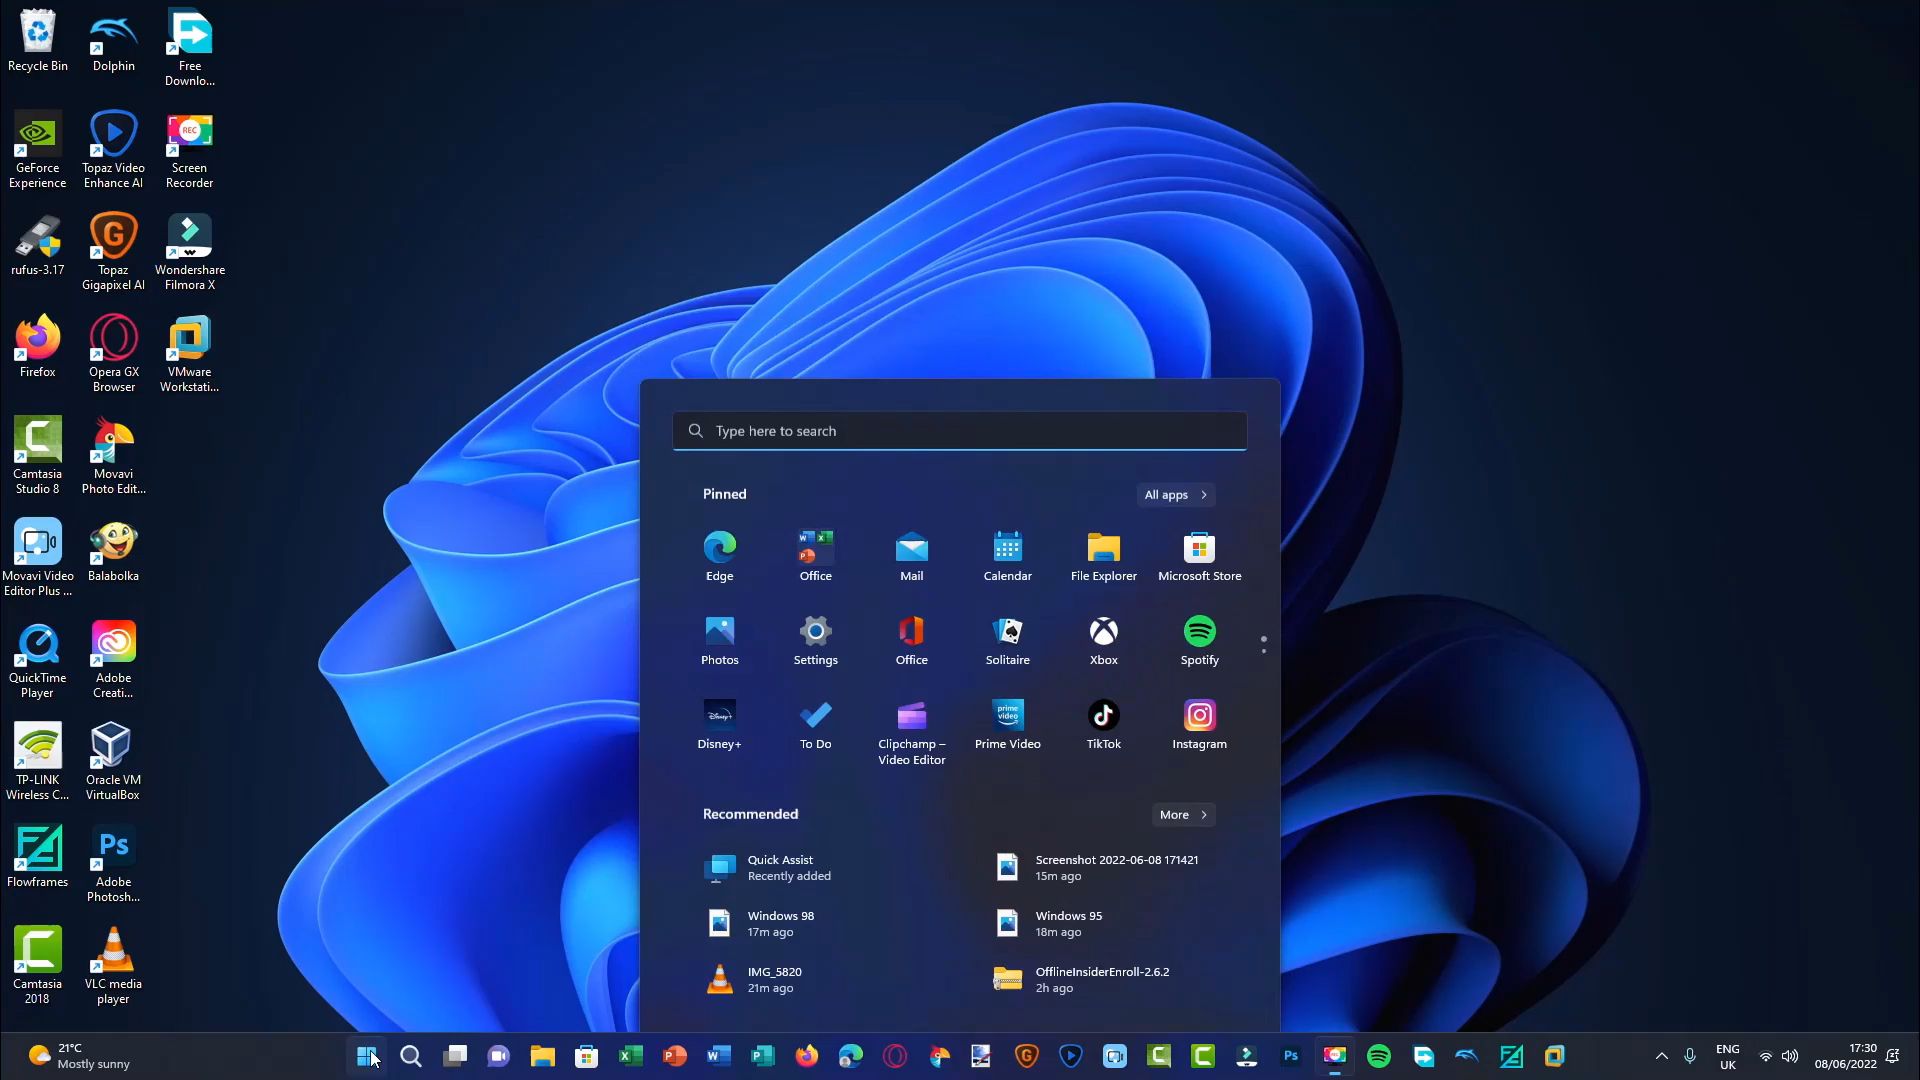 Recycle Bin
Dolphin
Free
Downlo...
GeForce
Experience
Topaz Video
Enhance AI
REC
Screen
Recorder
rufus-3.17
G
Topaz
Gigapixel AI
Wondershare
Filmora X
Firefox
Opera GX
Browser
VMware
Workstati...
Camtasia
Studio 8
Movavi
Photo Edit...
Movavi Video
Editor Plus ...
Balabolka
QuickTime
Player
Adobe
Creati...
TP-LINK
Wireless C...
Oracle VM
VirtualBox
Flowframes
Ps
Adobe
Photosh...
Camtasia
2018
VLC media
player
Type here to search
Pinned
All apps
Edge
Office
Mail
Calendar
File Explorer
Microsoft Store
Photos
Settings
Office
Solitaire
Xbox
Spotify
Disney+
Disney+
To Do
Clipchamp –
Video Editor
prime
video
Prime Video
TikTok
Instagram
Recommended
More
Quick Assist
Recently added
Screenshot 2022-06-08 171421
15m ago
Windows 98
17m ago
Windows 95
18m ago
IMG_5820
21m ago
OfflineInsiderEnroll-2.6.2
2h ago
21°C
Mostly sunny
Ps
ENG
UK
17:30
08/06/2022